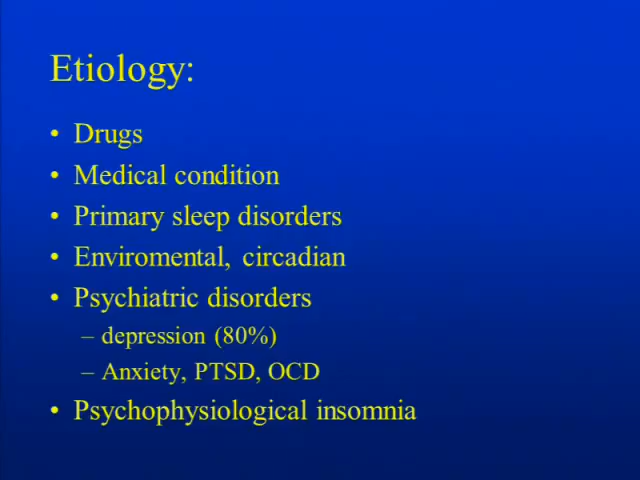 Etiology:
• Drugs
• Medical condition
• Primary sleep disorders
• Enviromental, circadian
• Psychiatric disorders
– depression (80%)
– Anxiety, PTSD, OCD
• Psychophysiological insomnia